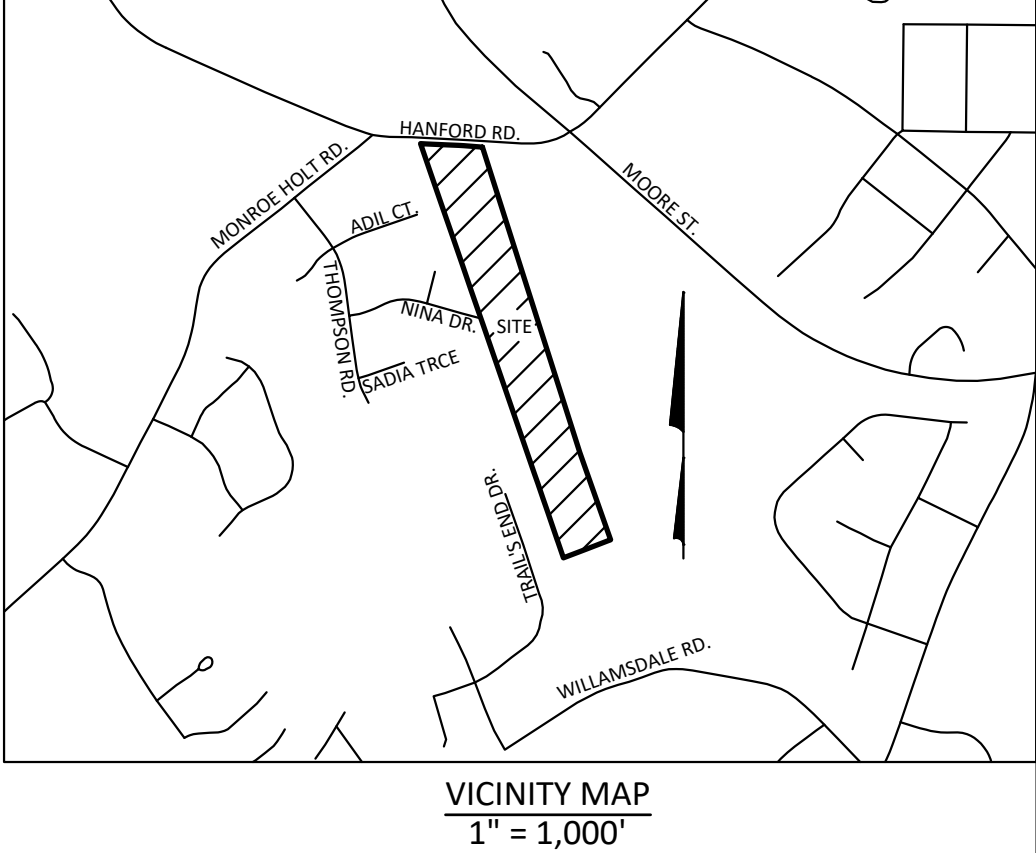 HANFORD RD.
MONROE HOLT RD.
MOORE ST.
ADIL CT.
THOMPSON RD.
NINA DR.
SITE
SADIA TRCE
TRAIL'S END DR.
WILLAMSDALE RD.
VICINITY MAP
1" = 1,000'